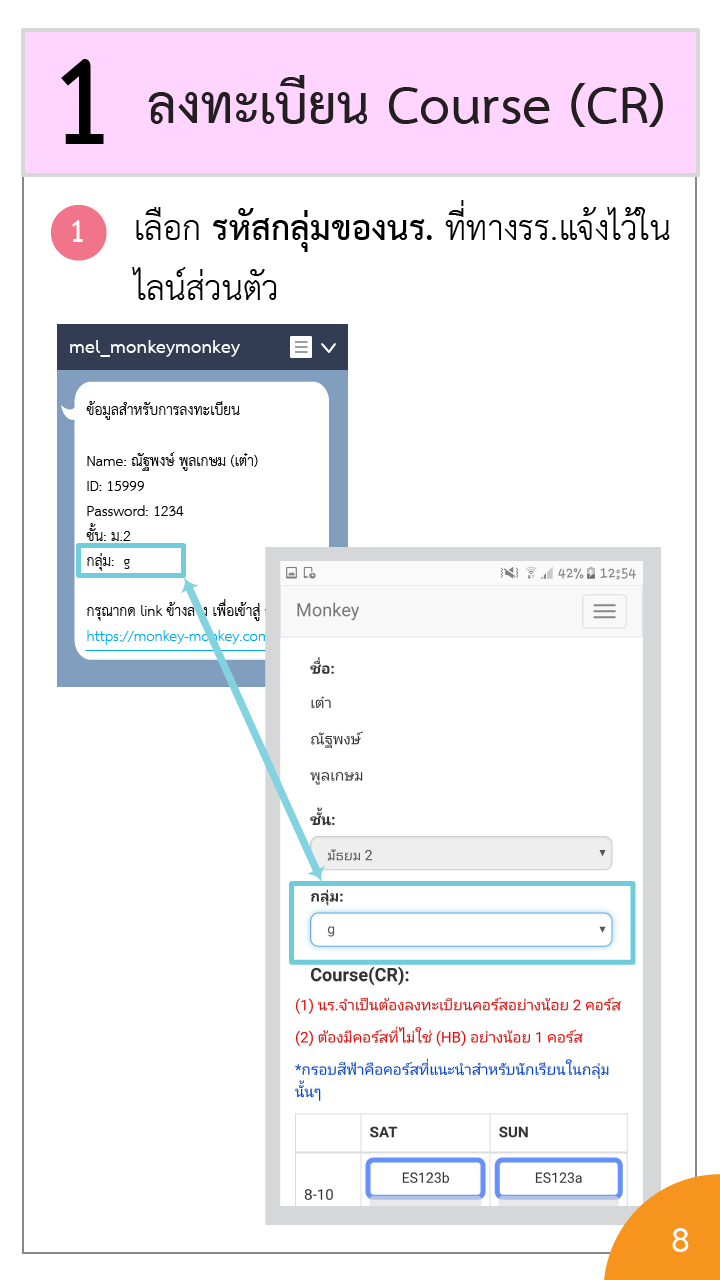 1 ลงทะเบียน Course (CR)
1 เลือก รหัสกลุ่มของนร. ที่ทางรร.แจ้งไว้ใน
ไลน์ส่วนตัว
mel_monkeymonkey
ข้อมูลสำหรับการลงทะเบียน
Name: ณัฐพงษ์ พูลเกษม (เต๋า)
ID: 15999
Password: 1234
ชั้น: ม.2
กลุ่ม: g
กรุณากด link ข้างล่าง เพื่อเข้าสู่
https://monkey-monkey.com
42% 12:54
Monkey
ชื่อ:
เต๋า
ณัฐพงษ์
พูลเกษม
ชั้น:
มัธยม 2
กลุ่ม:
g
Course(CR):
(1) นร.จำเป็นต้องลงทะเบียนคอร์สอย่างน้อย 2 คอร์ส
(2) ต้องมีคอร์สที่ไม่ใช่ (HB) อย่างน้อย 1 คอร์ส
*กรอบสีฟ้าคือคอร์สที่แนะนำสำหรับนักเรียนในกลุ่ม
นั้นๆ
SAT SUN
8-10 ES123b ES123a
8